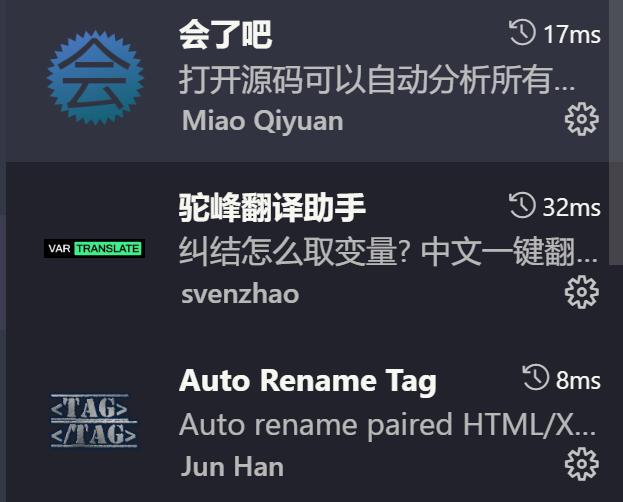 会
会了吧
17ms
打开源码可以自动分析所有...
Miao Qiyuan
VAR TRANSLATE
驼峰翻译助手
32ms
纠结怎么取变量? 中文一键翻...
svenzhao
<TAG>
</TAG>
Auto Rename Tag
8ms
Auto rename paired HTML/X...
Jun Han